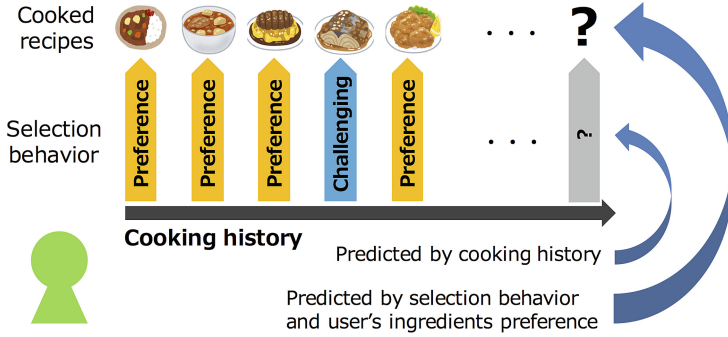 Cooked
recipes
. . . ?
Selection
behavior
Preference
Preference
Preference
Challenging
Preference
. . . ?
Cooking history
Predicted by cooking history
Predicted by selection behavior
and user's ingredients preference